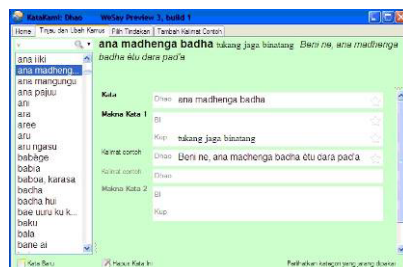 KataKami: Dhao WeSay Preview 3, build 1
Home Tinjau dan Ubah Kamus Pilih Tindakan Tambah Kalimat Contoh
ana madhenga badha tukang jaga binatang Beni ne, ana madhenga
badha étu dara pad'a
ana iiki
ana madheng...
ana mangungu
ana pajuu
ani
ara
aree
aru
aru ngasu
babège
babia
baboa, karasa
badha
badha hui
bae uuru ku k...
baku
bala
bane ai
Kata Dhao ana madhenga badha
Makna Kata 1 BI
Kup tukang jaga binatang
Kalimat contoh Dhao Beni ne, ana madhenga badha étu dara pad'a
Kalimat contoh Dhao
Makna Kata 2 BI
Kup
Kata Baru Hapus Kata Ini Perlihatkan kategori yang jarang dipakai